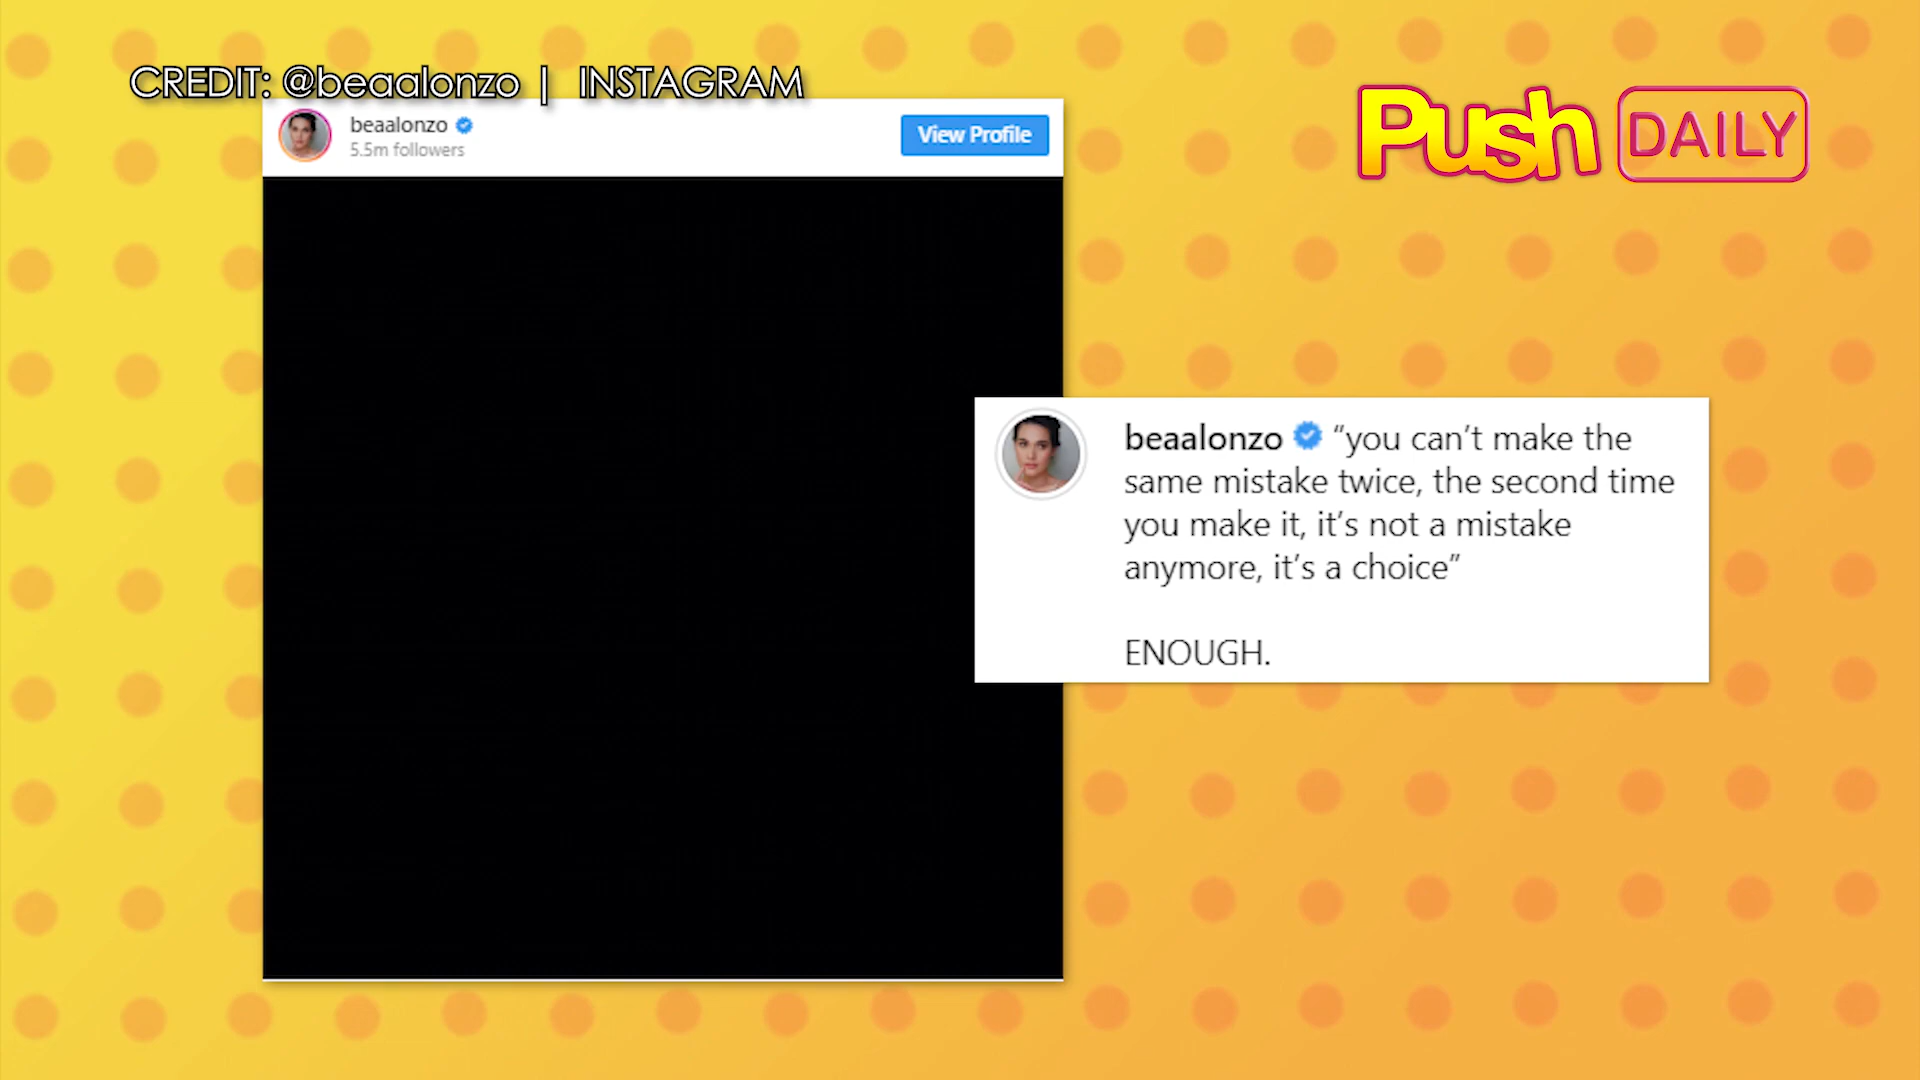 CREDIT: @beaalonzo | INSTAGRAM
Push DAILY
beaalonzo
5.5m followers
View Profile
beaalonzo “you can’t make the
same mistake twice, the second time
you make it, it’s not a mistake
anymore, it’s a choice”
ENOUGH.